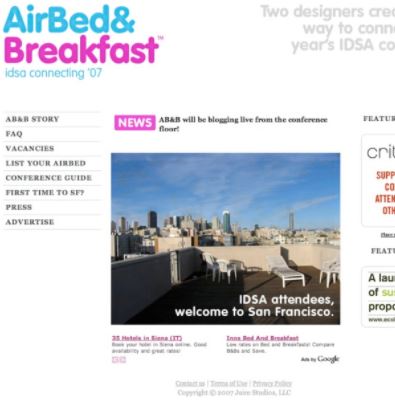 AirBed&
Breakfast™
idsa connecting '07
Two designers crea
way to conn
year's IDSA co
AB&B STORY
FAQ
VACANCIES
LIST YOUR AIRBED
CONFERENCE GUIDE
FIRST TIME TO SF?
PRESS
ADVERTISE
NEWS
AB&B will be blogging live from the conference
floor!
IDSA attendees,
welcome to San Francisco.
35 Hotels in Siena (IT)
Book your hotel in Siena online. Good
availability and great rates!
Inns Bed And Breakfast
Low rates on Bed and Breakfasts! Compare
B&Bs and Save.
Ads by Google
Contact us | Terms of Use | Privacy Policy
Copyright © 2007 Juice Studios, LLC
FEATUR
crit
SUPP
CO
ATTEN
OTH
FEATU
A lau
of su
propo
www.eco